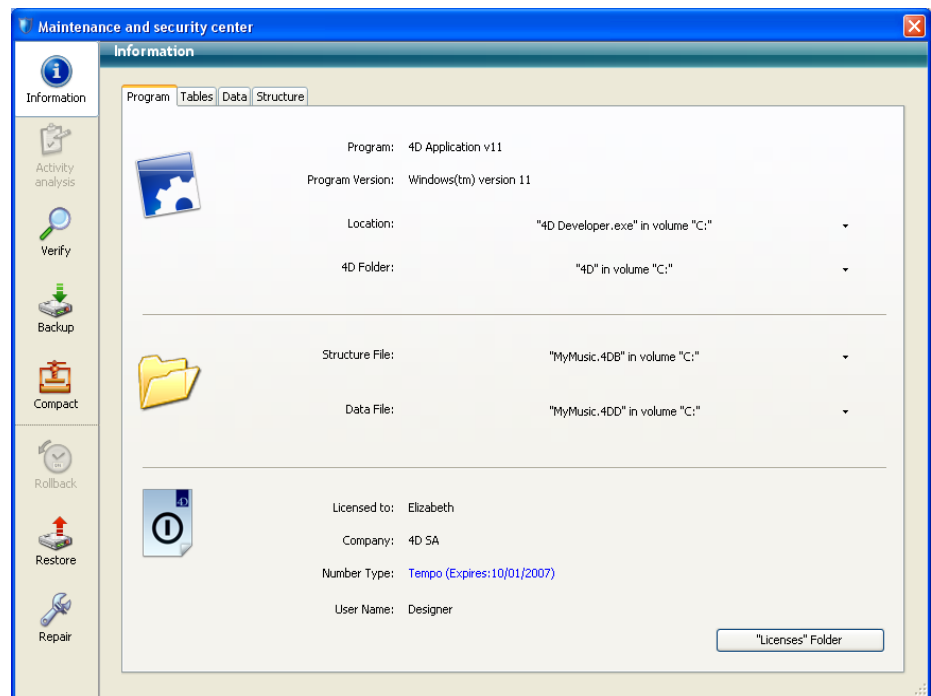 Maintenance and security center
Information
Information
Activity
analysis
Verify
Backup
Compact
Rollback
Restore
Repair
Program Tables Data Structure
Program: 4D Application v11
Program Version: Windows(tm) version 11
Location: "4D Developer.exe" in volume "C:"
4D Folder: "4D" in volume "C:"
Structure File: "MyMusic.4DB" in volume "C:"
Data File: "MyMusic.4DD" in volume "C:"
4D
Licensed to: Elizabeth
Company: 4D SA
Number Type: Tempo (Expires:10/01/2007)
User Name: Designer
"Licenses" Folder